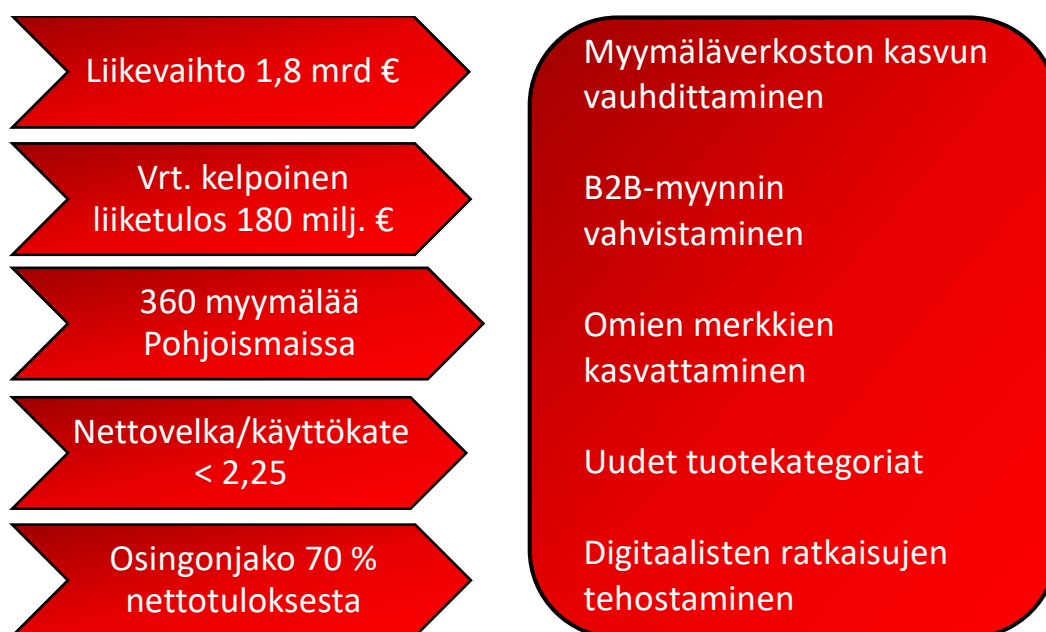 Liikevaihto 1,8 mrd €
Vrt. kelpoinen
liiketulos 180 milj. €
360 myymälää
Pohjoismaissa
Nettovelka/käyttökate
< 2,25
Osingonjako 70 %
nettotuloksesta
Myymäläverkoston kasvun
vauhdittaminen
B2B-myynnin
vahvistaminen
Omien merkkien
kasvattaminen
Uudet tuotekategoriat
Digitaalisten ratkaisujen
tehostaminen